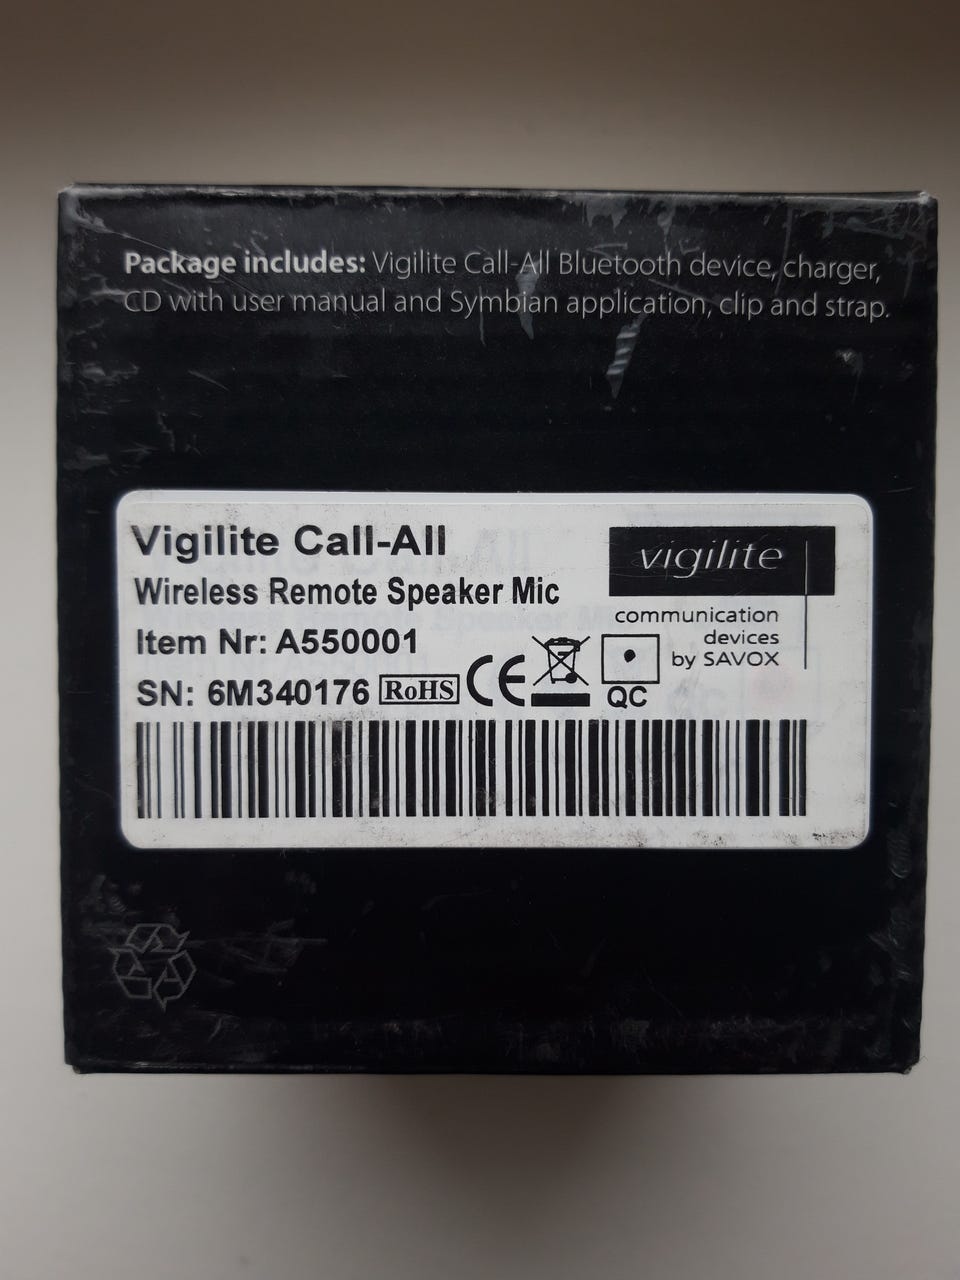 Package includes: Vigilite Call-All Bluetooth device, charger,
CD with user manual and Symbian application, clip and strap.
Vigilite Call-All
Wireless Remote Speaker Mic
Item Nr: A550001
SN: 6M340176 RoHS CE
QC
vigilite
communication
devices
by SAVOX